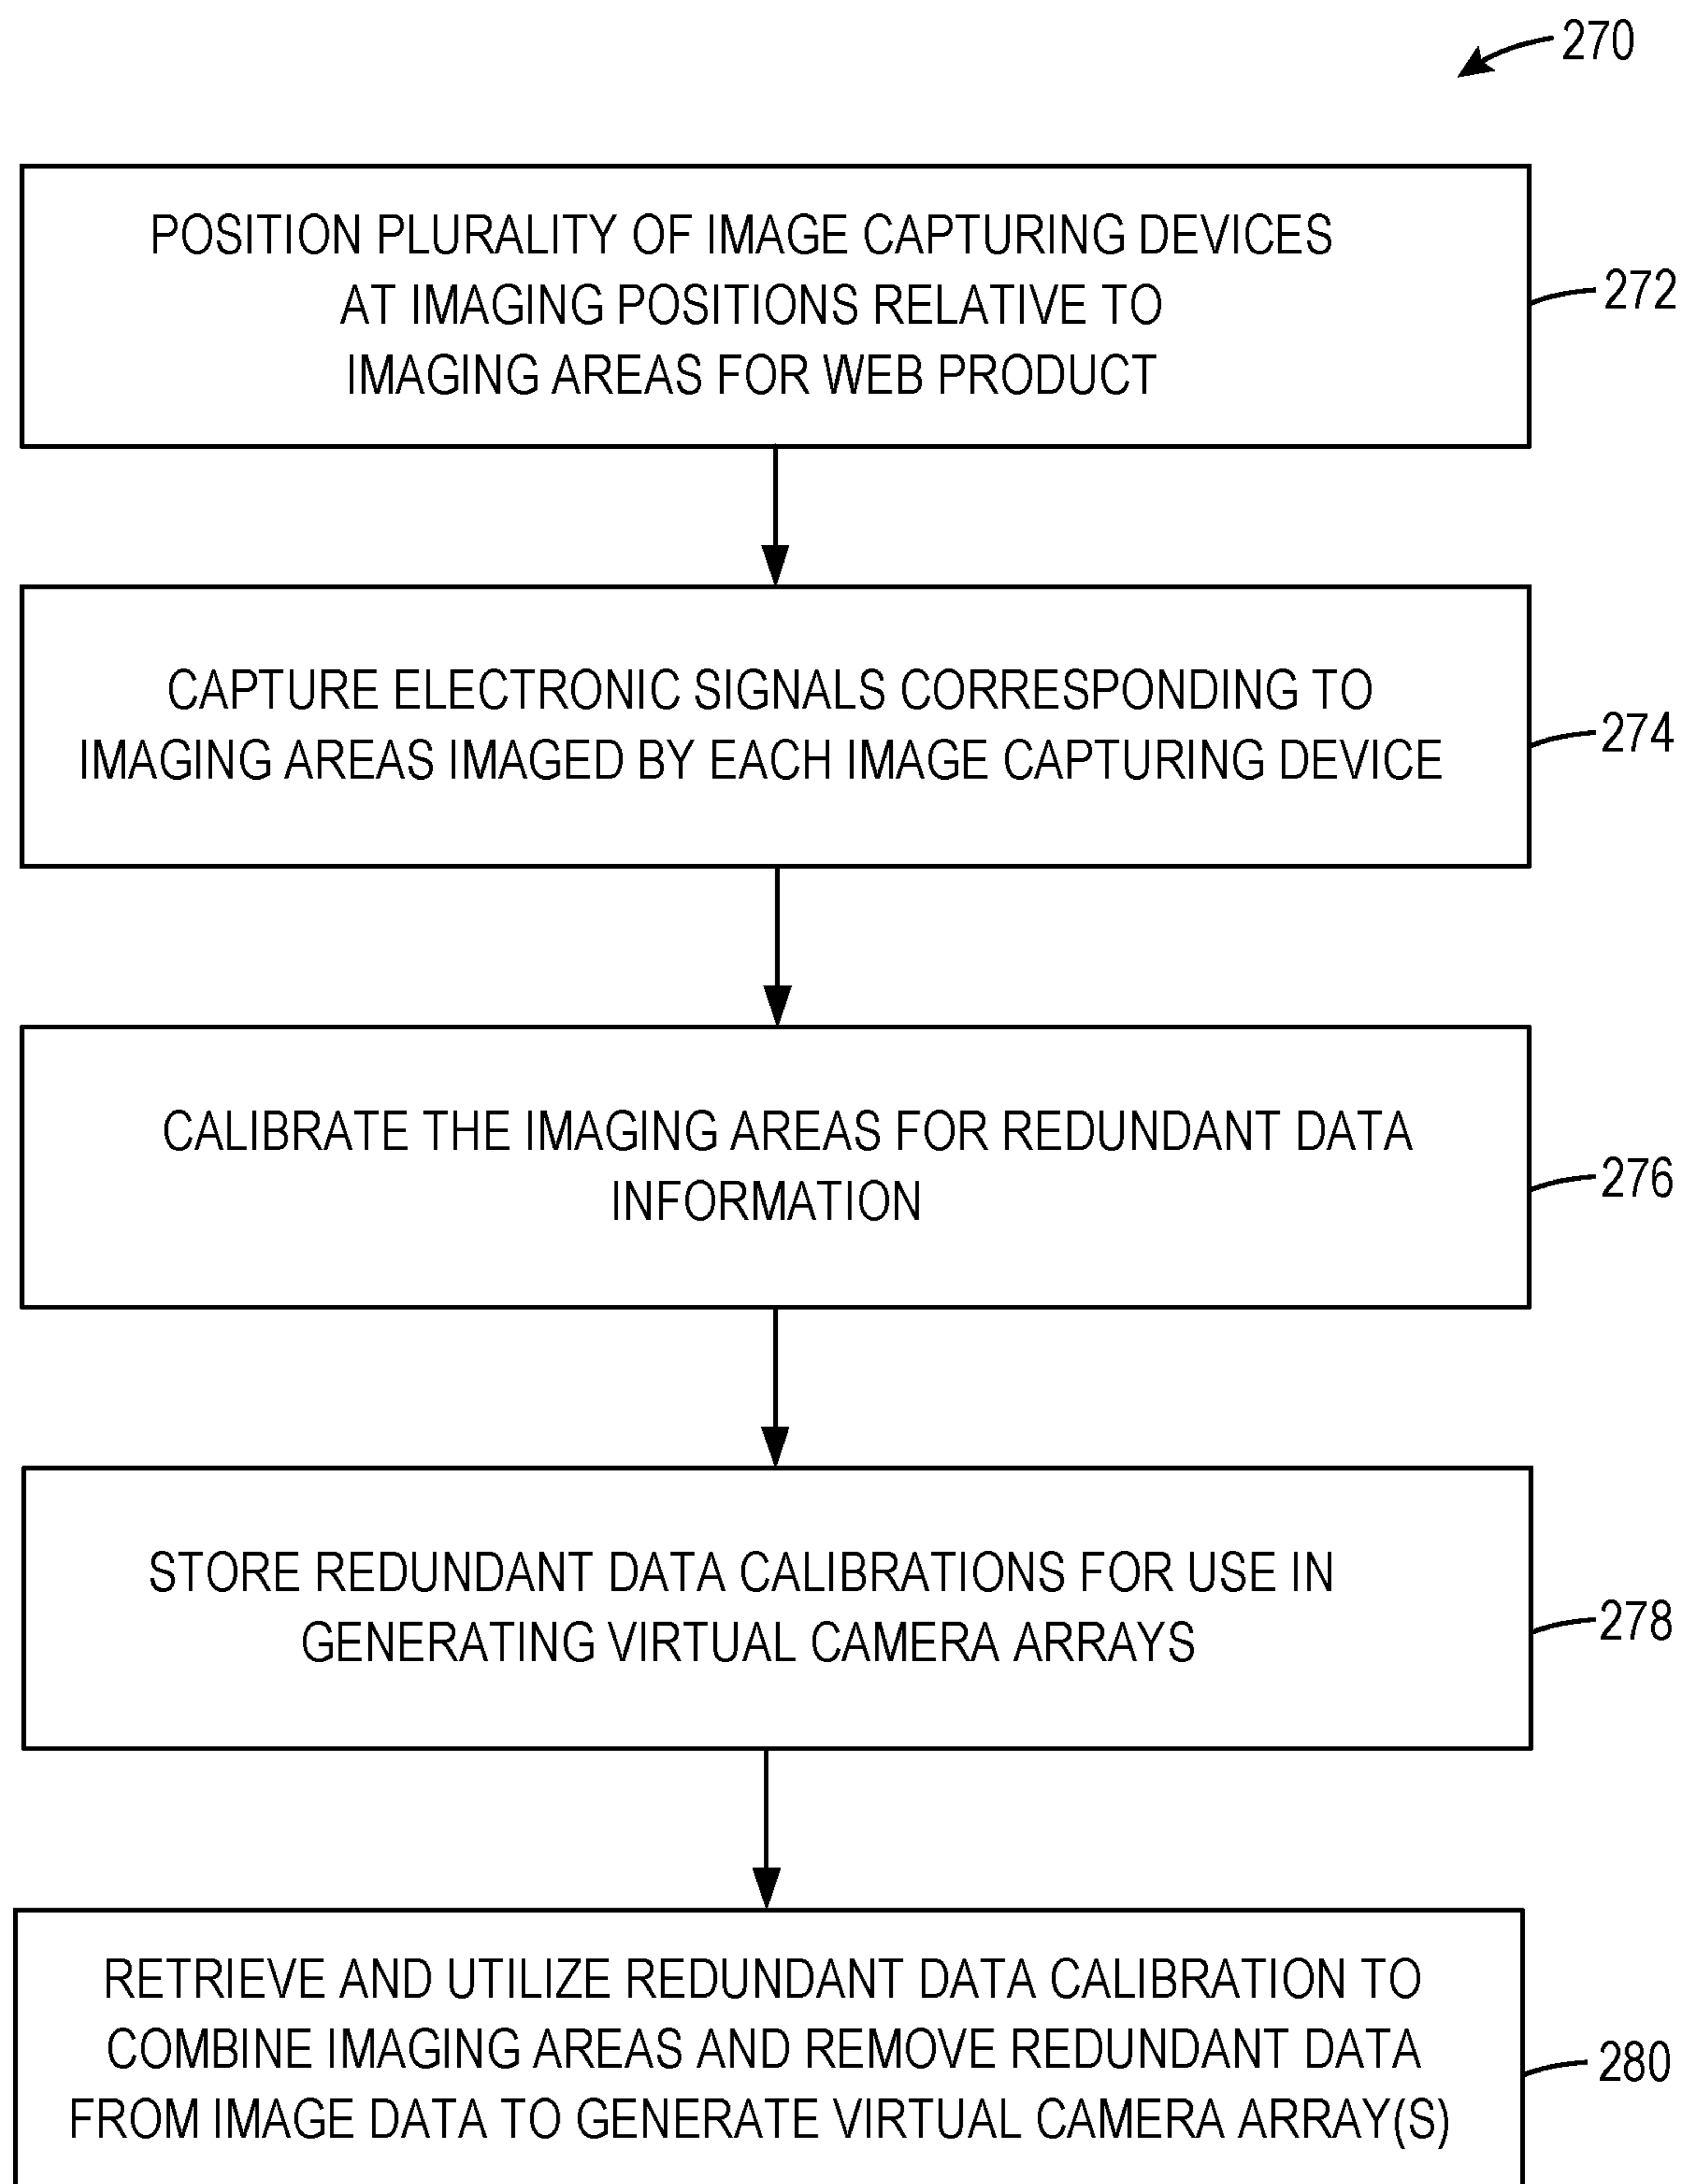 270
POSITION PLURALITY OF IMAGE CAPTURING DEVICES
AT IMAGING POSITIONS RELATIVE TO
IMAGING AREAS FOR WEB PRODUCT
272
CAPTURE ELECTRONIC SIGNALS CORRESPONDING TO
IMAGING AREAS IMAGED BY EACH IMAGE CAPTURING DEVICE
274
CALIBRATE THE IMAGING AREAS FOR REDUNDANT DATA
INFORMATION
276
STORE REDUNDANT DATA CALIBRATIONS FOR USE IN
GENERATING VIRTUAL CAMERA ARRAYS
278
RETRIEVE AND UTILIZE REDUNDANT DATA CALIBRATION TO
COMBINE IMAGING AREAS AND REMOVE REDUNDANT DATA
FROM IMAGE DATA TO GENERATE VIRTUAL CAMERA ARRAY(S)
280